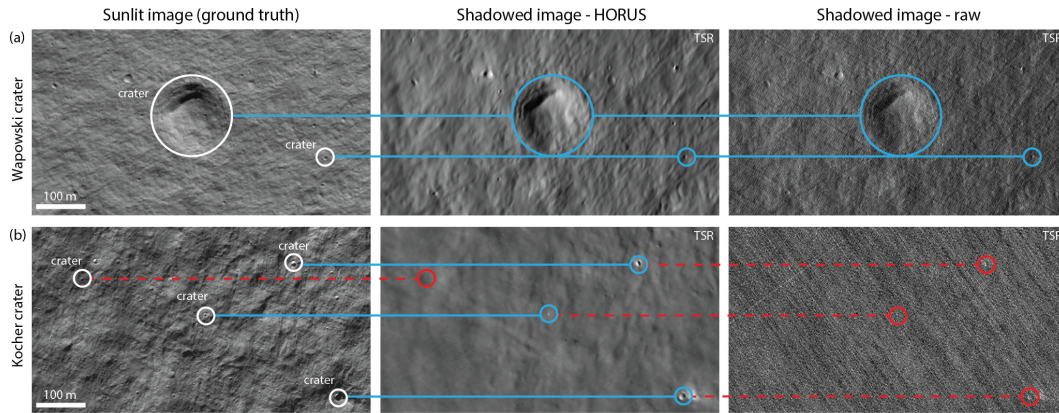 Sunlit image (ground truth)
Shadowed image - HORUS
Shadowed image - raw
(a)
Wapowski crater
crater
crater
100 m
TSR
TSR
(b)
Kocher crater
crater
crater
crater
crater
100 m
TSR
TSR